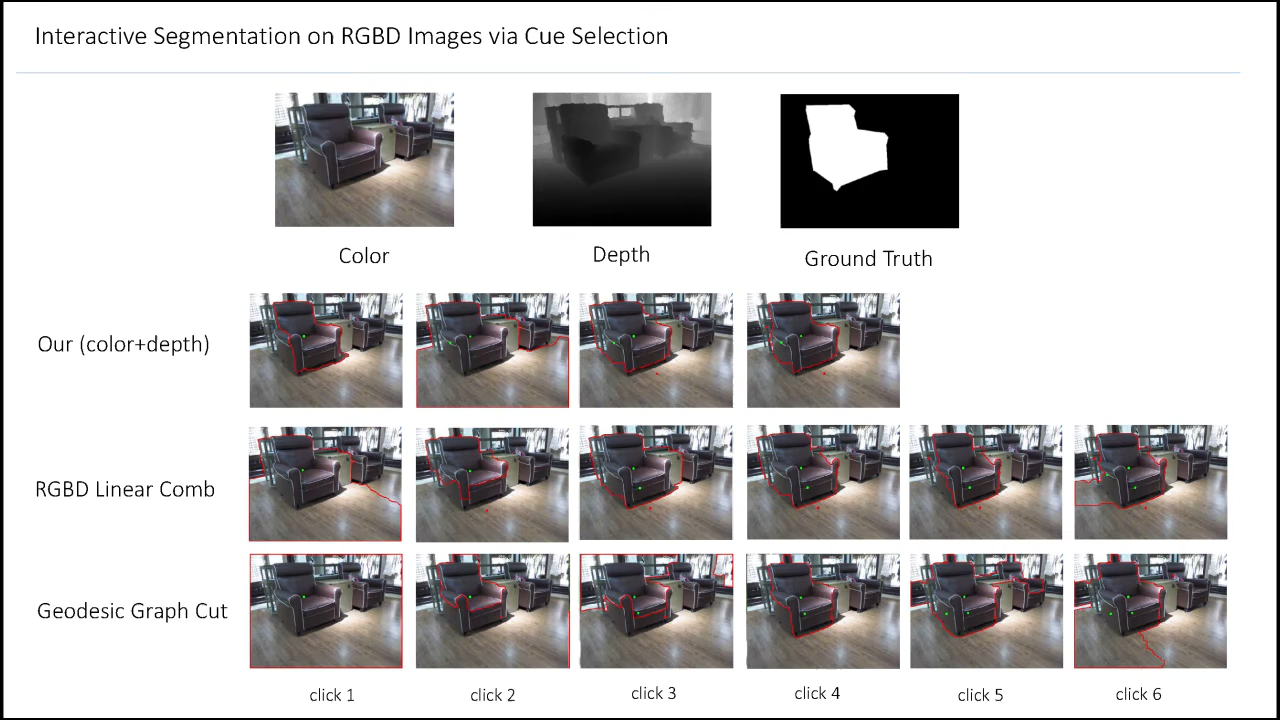 Interactive Segmentation on RGBD Images via Cue Selection
Color
Depth
Ground Truth
Our (color+depth)
RGBD Linear Comb
Geodesic Graph Cut
click 1
click 2
click 3
click 4
click 5
click 6